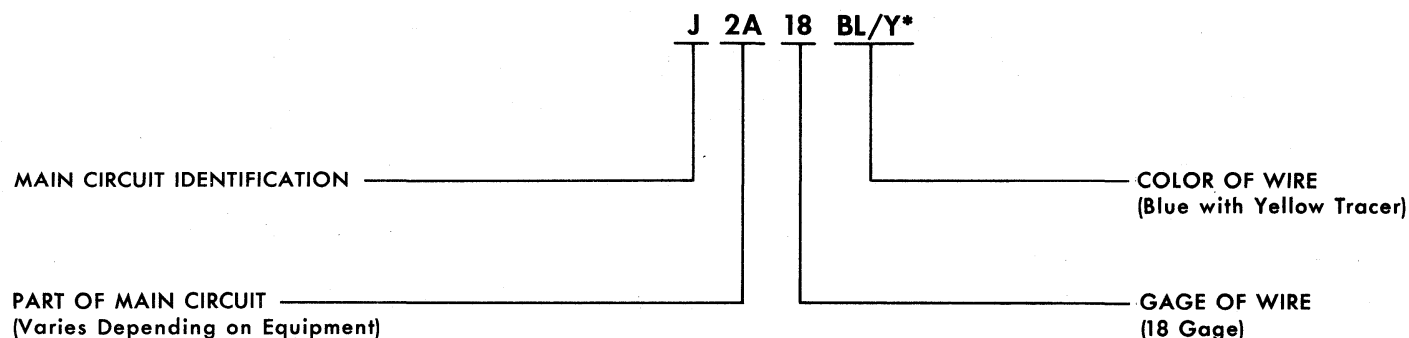 J 2A 18 BL/Y*
MAIN CIRCUIT IDENTIFICATION
COLOR OF WIRE
(Blue with Yellow Tracer)
PART OF MAIN CIRCUIT
(Varies Depending on Equipment)
GAGE OF WIRE
(18 Gage)